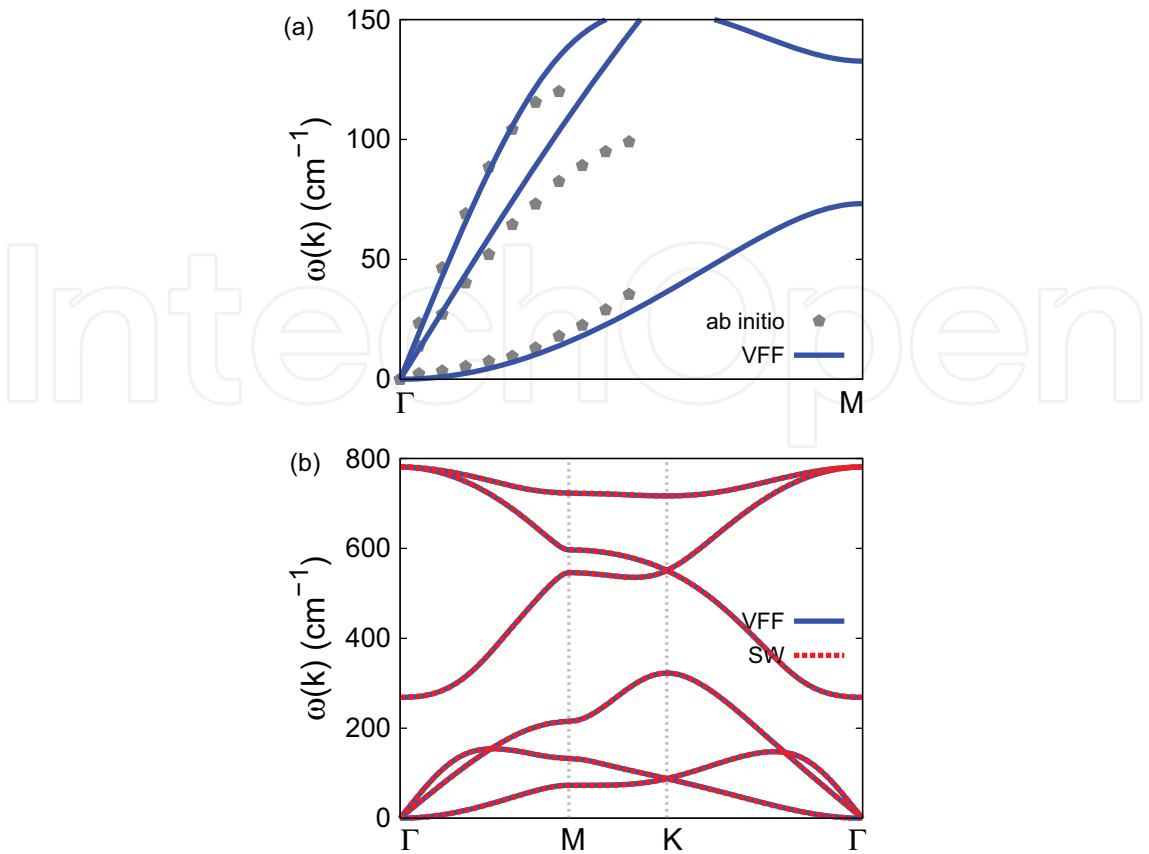 (a)
150
100
50
0
ω(k) (cm⁻¹)
ab initio
VFF
Γ
M
IntechOpen
(b)
800
600
400
200
0
ω(k) (cm⁻¹)
VFF
SW
Γ
M
K
Γ